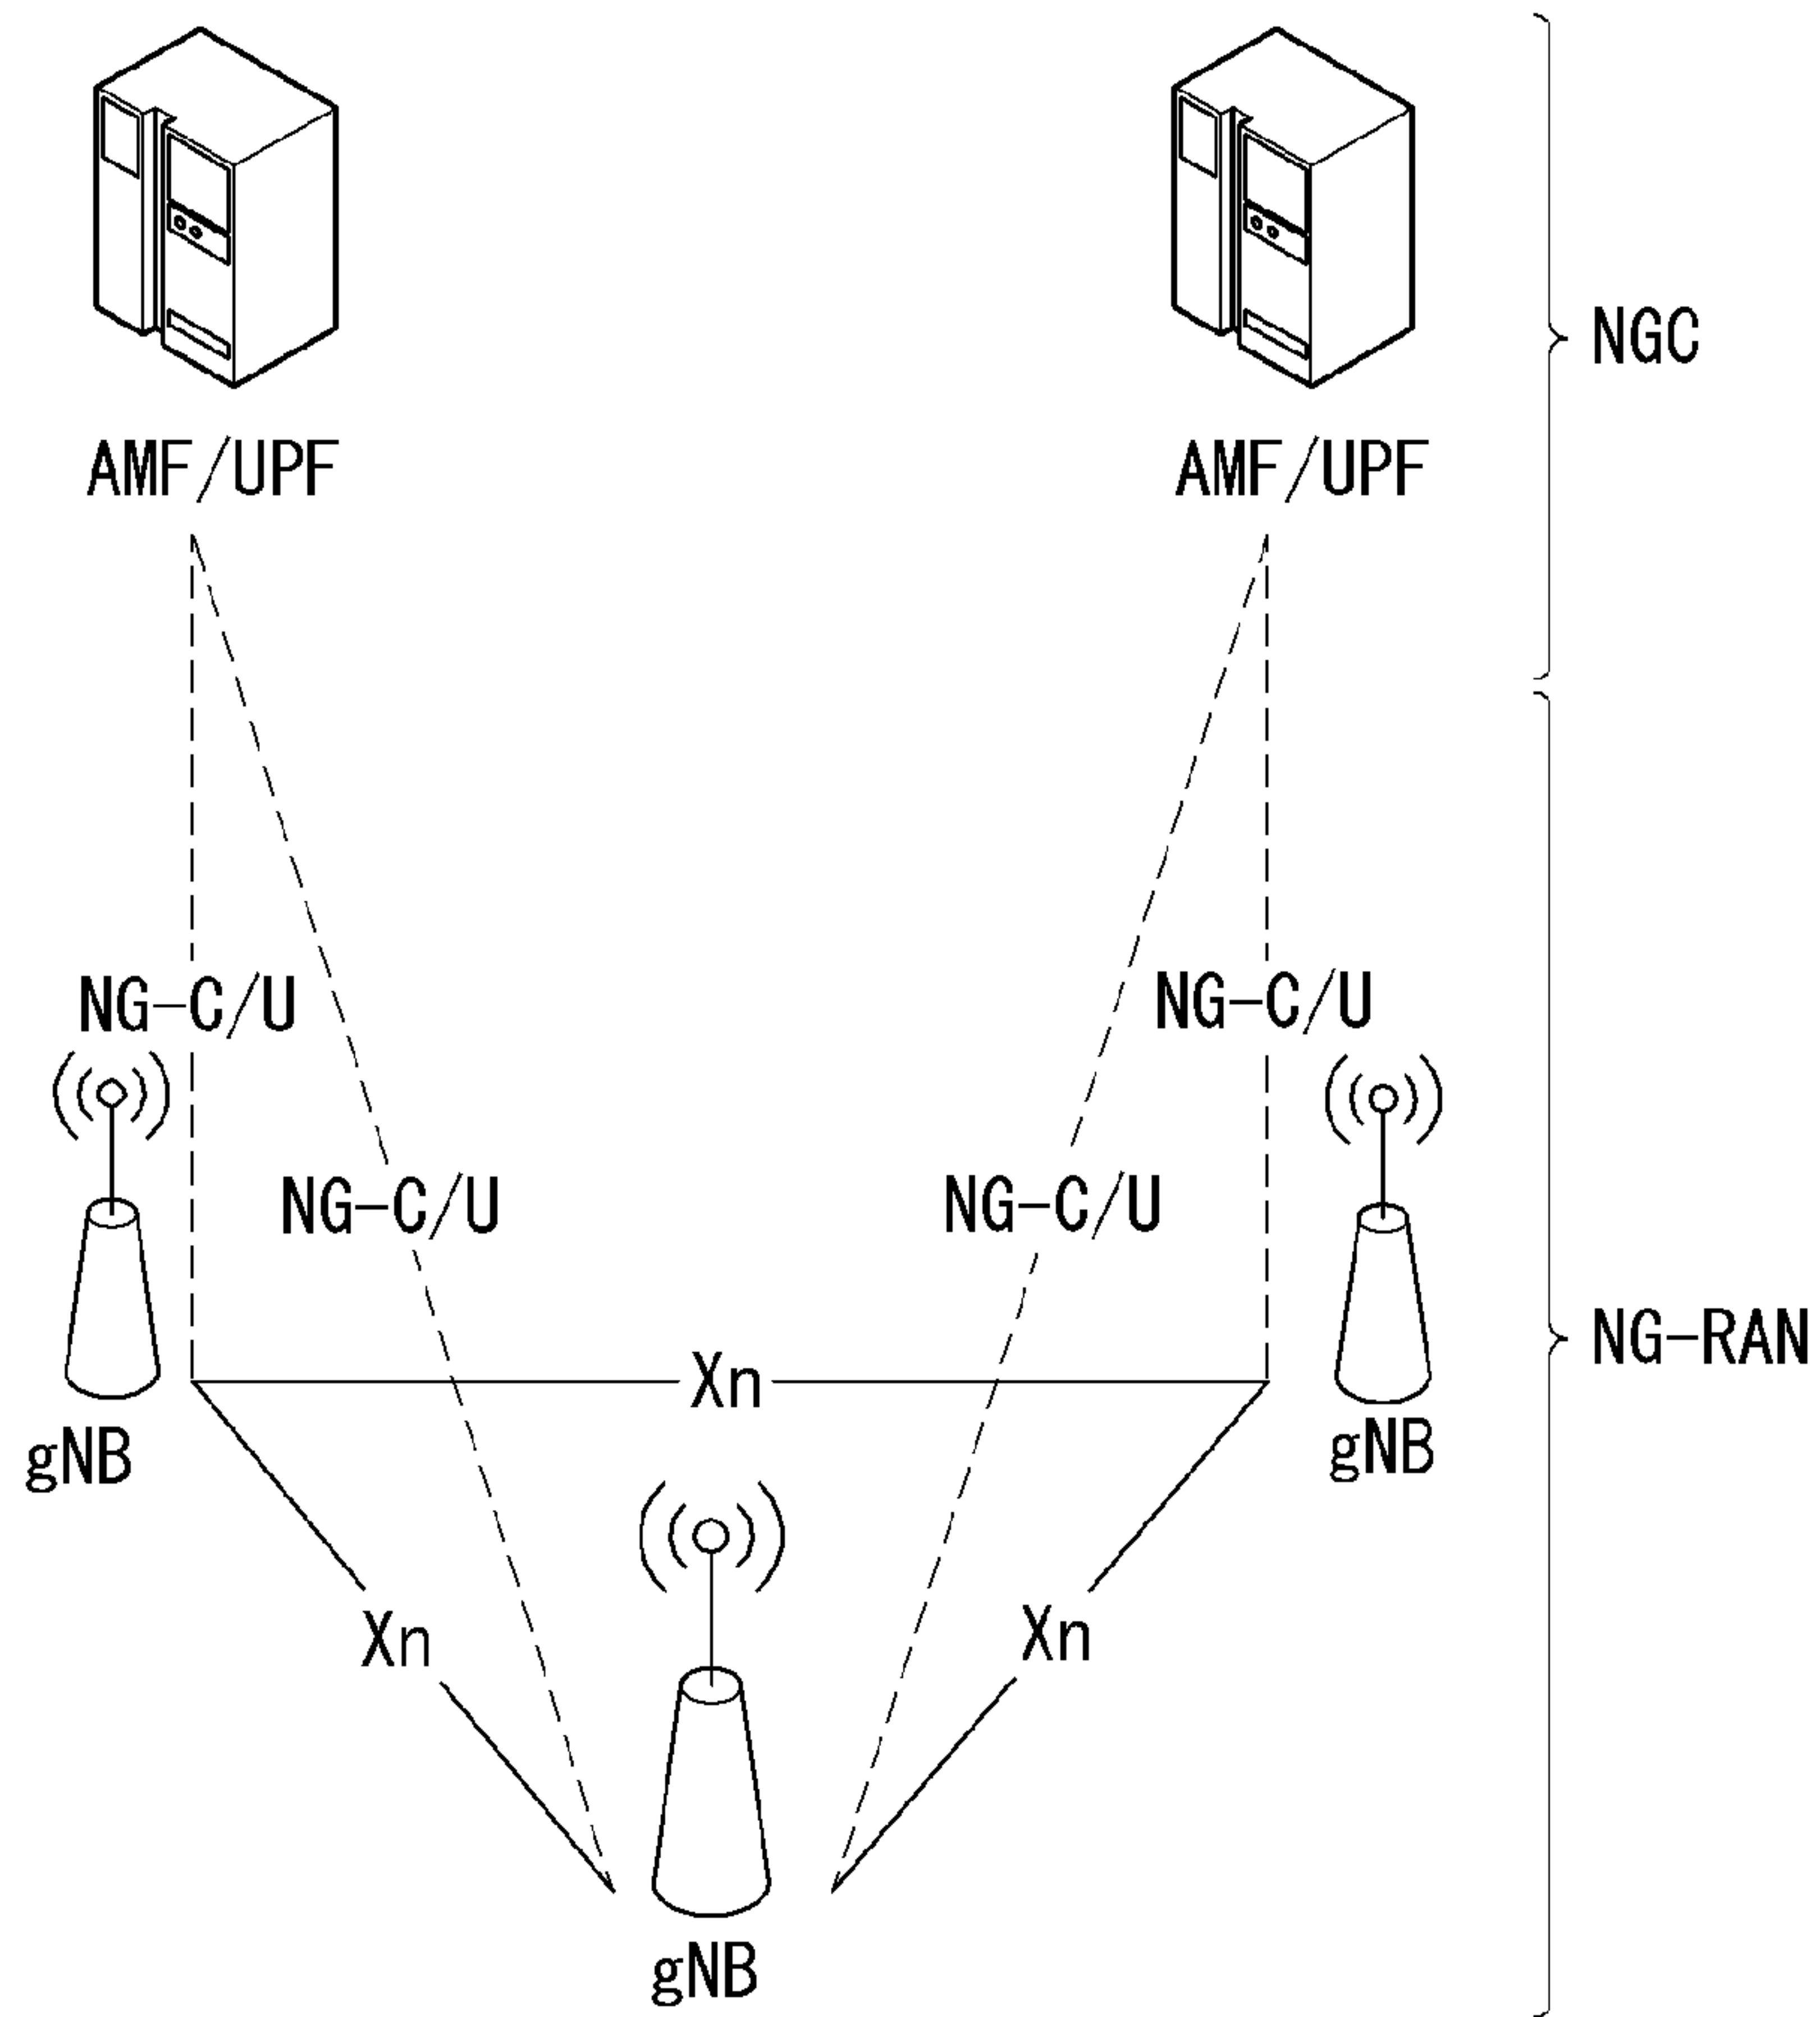 NGC
AMF/UPF
AMF/UPF
NG-C/U
NG-C/U
NG-C/U
NG-C/U
Xn
NG-RAN
gNB
gNB
Xn
Xn
gNB